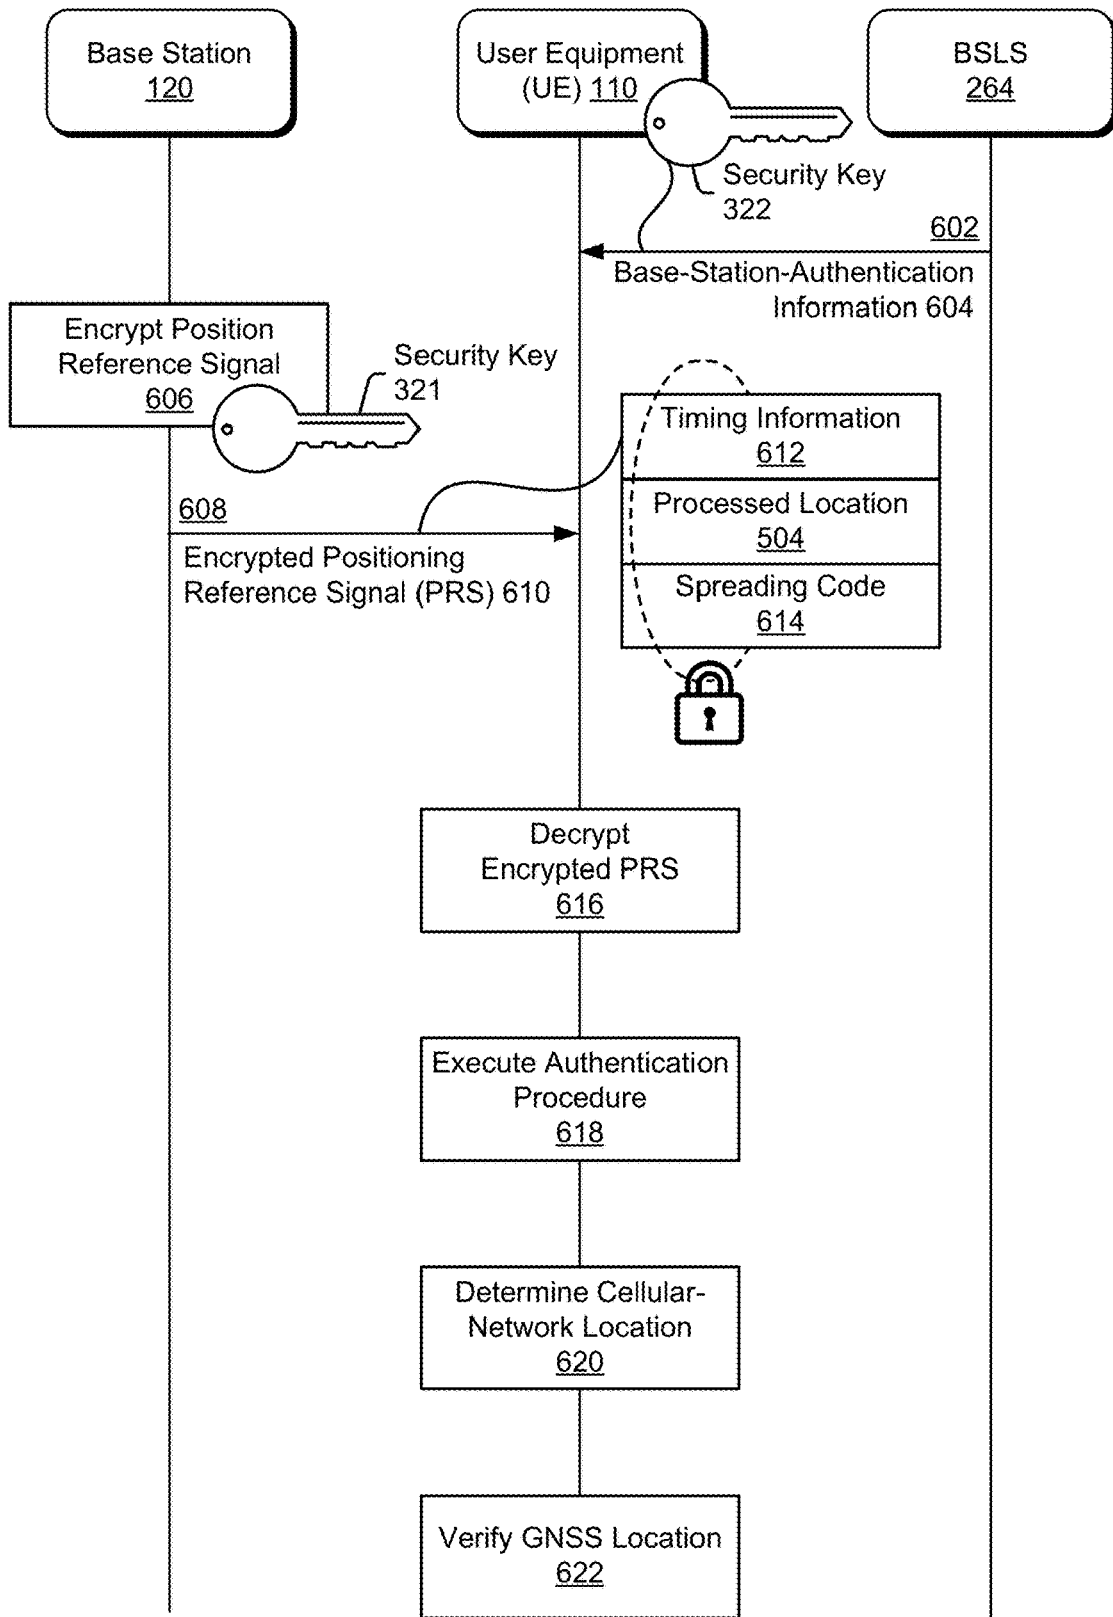 Base Station
120
User Equipment
(UE) 110
BSLS
264
Security Key
322
602
Base-Station-Authentication
Information 604
Encrypt Position
Reference Signal
606
Security Key
321
Timing Information
612
Processed Location
504
Spreading Code
614
608
Encrypted Positioning
Reference Signal (PRS) 610
Decrypt
Encrypted PRS
616
Execute Authentication
Procedure
618
Determine Cellular-
Network Location
620
Verify GNSS Location
622